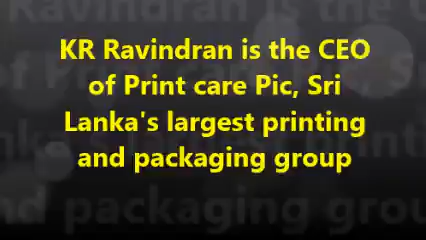 KR Ravindran is the CEO
of Print care Pic, Sri
Lanka's largest printing
and packaging group